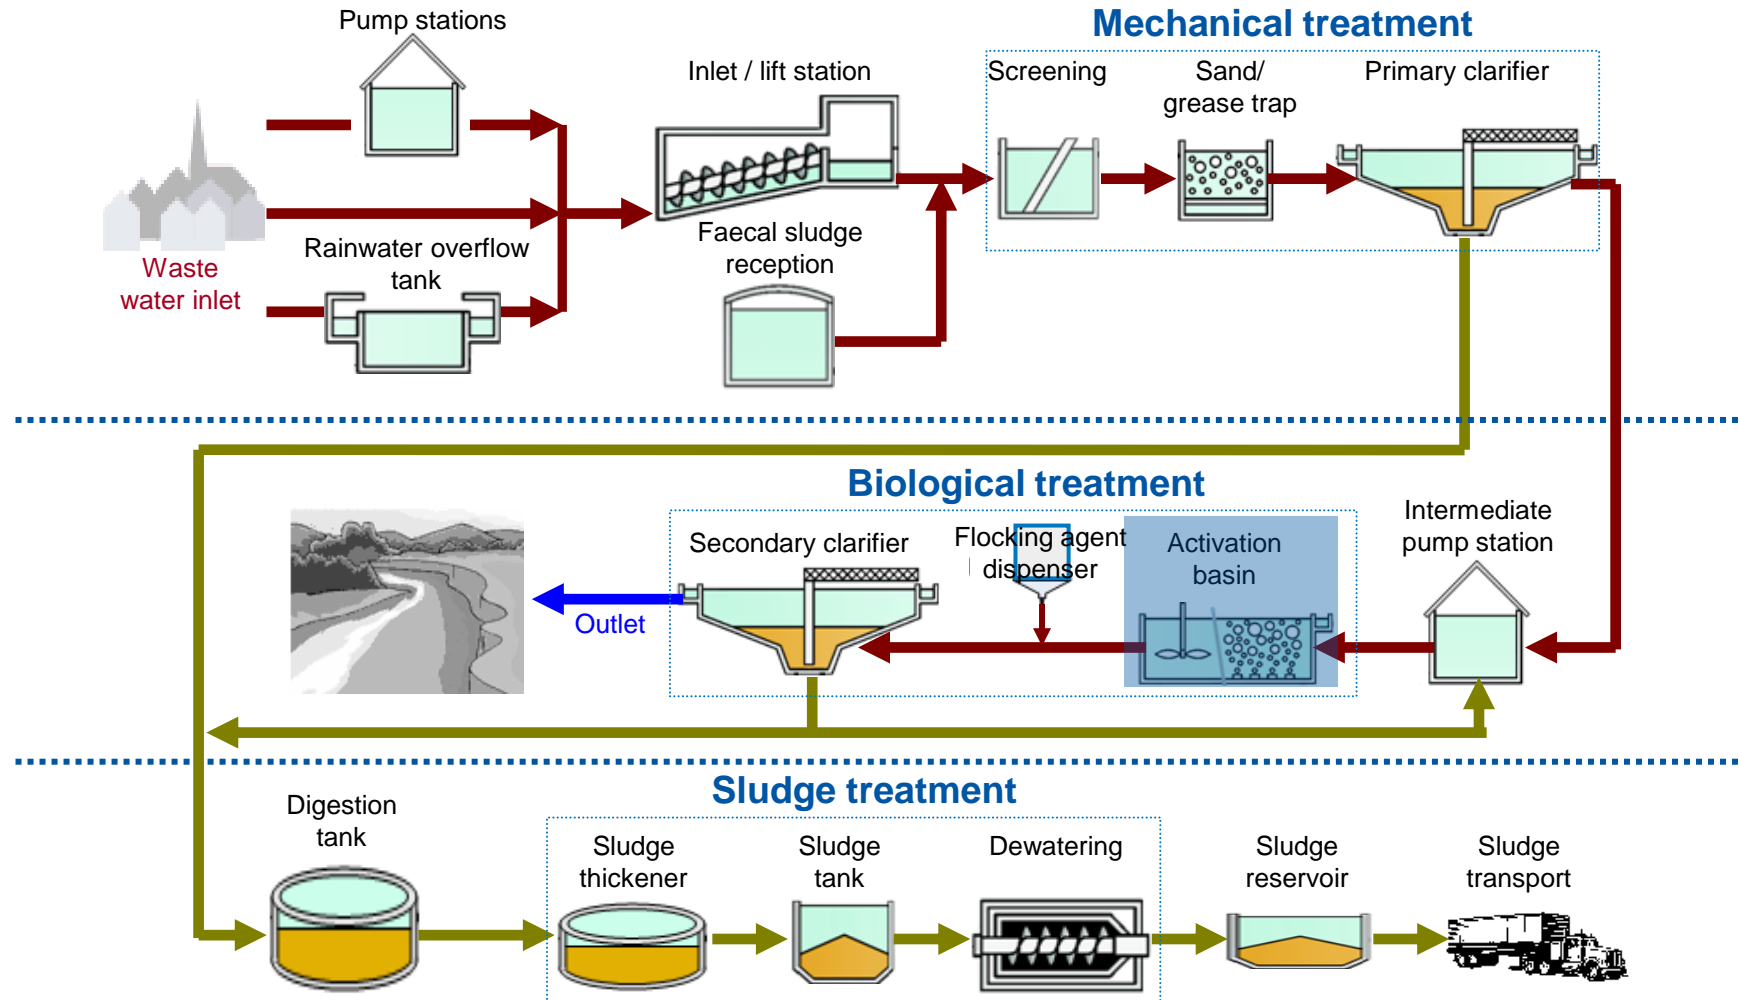 Pump stations
Mechanical treatment
Inlet / lift station
Screening
Sand/
grease trap
Primary clarifier
Waste
water inlet
Rainwater overflow
tank
Faecal sludge
reception
Biological treatment
Secondary clarifier
Flocking agent
dispenser
Activation
basin
Intermediate
pump station
Outlet
Sludge treatment
Digestion
tank
Sludge
thickener
Sludge
tank
Dewatering
Sludge
reservoir
Sludge
transport